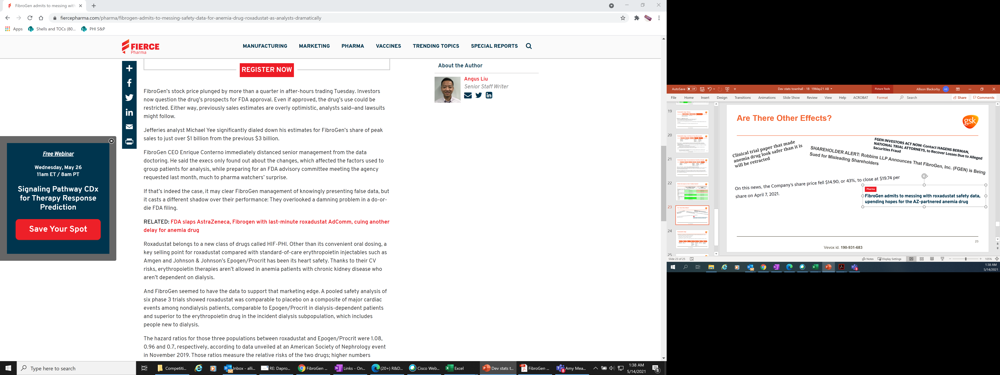 FibroGen admits to messing with
fiercepharma.com/pharma/fibrogen-admits-to-messing-safety-data-for-anemia-drug-roxadustat-as-analysts-dramatically
Apps
Shells and TOCs (80...
PHI S&P
FIERCE
Pharma
MANUFACTURING
MARKETING
PHARMA
VACCINES
TRENDING TOPICS
SPECIAL REPORTS
REGISTER NOW
FibroGen's stock price plunged by more than a quarter in after-hours trading Tuesday. Investors
now question the drug's prospects for FDA approval. Even if approved, the drug's use could be
restricted. Either way, previously sales estimates are overly optimistic, analysts said—and lawsuits
might follow.
Jefferies analyst Michael Yee significantly dialed down his estimates for FibroGen's share of peak
sales to just over $1 billion from the previous $3 billion.
FibroGen CEO Enrique Conterno immediately distanced senior management from the data
doctoring. He said the execs only found out about the changes, which affected the factors used to
group patients for analysis, while preparing for an FDA advisory committee meeting the agency
requested last month, much to pharma watchers' surprise.
If that's indeed the case, it may clear FibroGen management of knowingly presenting false data, but
it casts a different shadow over their performance: They overlooked a damning problem in a do-or-
die FDA filing.
RELATED: FDA slaps AstraZeneca, Fibrogen with last-minute roxadustat AdComm, cuing another
delay for anemia drug
Roxadustat belongs to a new class of drugs called HIF-PHI. Other than its convenient oral dosing, a
key selling point for roxadustat compared with standard-of-care erythropoietin injectables such as
Amgen and Johnson & Johnson's Epogen/Procrit has been its heart safety. Thanks to their CV
risks, erythropoietin therapies aren't allowed in anemia patients with chronic kidney disease who
aren't dependent on dialysis.
And FibroGen seemed to have the data to support that marketing edge. A pooled safety analysis of
six phase 3 trials showed roxadustat was comparable to placebo on a composite of major cardiac
events among nondialysis patients, comparable to Epogen/Procrit in dialysis-dependent patients
and superior to the erythropoietin drug in the incident dialysis subpopulation, which includes
people new to dialysis.
The hazard ratios for those three populations between roxadustat and Epogen/Procrit were 1.08,
0.96 and 0.7, respectively, according to data unveiled at an American Society of Nephrology event
in November 2019. Those ratios measure the relative risks of the two drugs; higher numbers
About the Author
Angus Liu
Senior Staff Writer
Free Webinar
Wednesday, May 26
11am ET / 8am PT
Signaling Pathway CDx
for Therapy Response
Prediction
Save Your Spot
Type here to search
Competiti...
Inbox - alli...
RE: Dapro...
FibroGen ...
Links - On...
(20+) R&D...
Cisco Web...
Excel
Dev stats t...
FibroGen ...
Amy Mea...
1:38 AM
5/14/2021
8
AutoSave
Off
Dev stats townhall - 18 19May21 AB
Picture Tools
Allison Blackorby
AB
File
Home
Insert
Design
Transitions
Animations
Slide Show
Review
View
Help
ACROBAT
Format
Search
Share
Comments
19
20
21
22
23
24
25
Are There Other Effects?
gsk
Clinical trial paper that made
anemia drug look safer than it is
will be retracted
SHAREHOLDER ALERT: Robbins LLP Announces That FibroGen, Inc. (FGEN) is Being
Sued for Misleading Shareholders
FGEN INVESTORS ACT NOW: Contact HAGENS BERMAN,
NATIONAL TRIAL ATTORNEYS, to Recover Losses Due to Alleged
Securities Fraud
On this news, the Company's share price fell $14.90, or 43%, to close at $19.74 per
share on April 7, 2021.
Pharma
FibroGen admits to messing with roxadustat safety data,
upending hopes for the AZ-partnered anemia drug
23
Vevox id. 190-931-683
Slide 23 of 25
Notes
Display Settings
105%
1:38 AM
5/14/2021